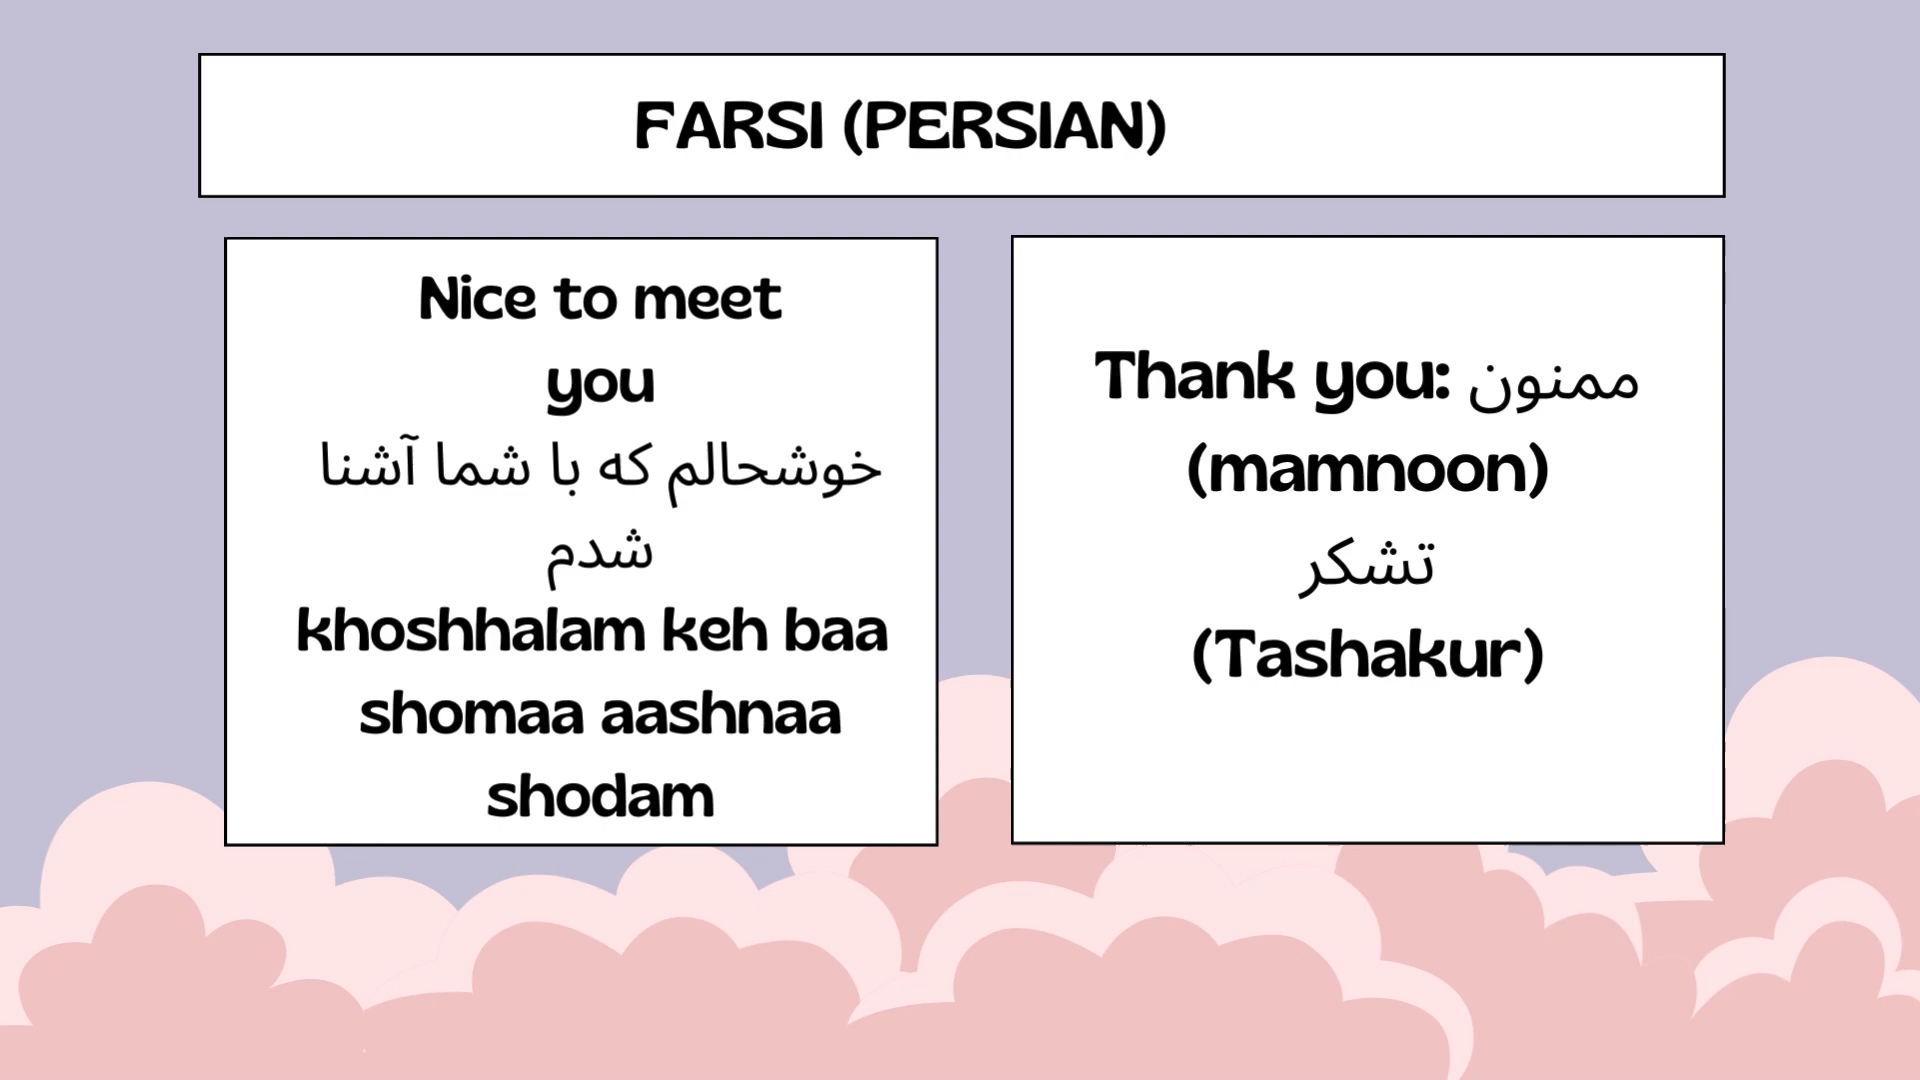 FARSI (PERSIAN)
Nice to meet
you
خوشحالم که با شما آشنا
شدم
khoshhalam keh baa
shomaa aashnaa
shodam
Thank you: ممنون
(mamnoon)
تشکر
(Tashakur)